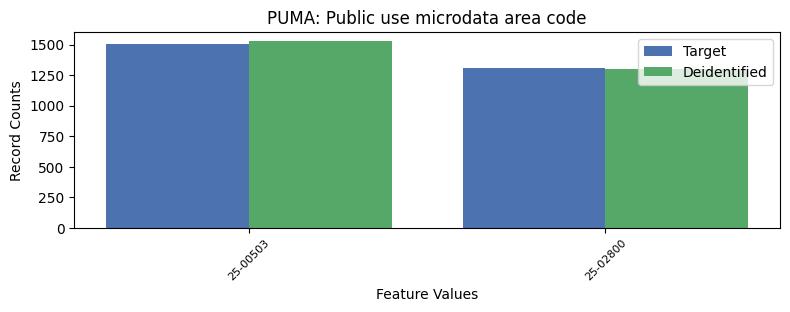 PUMA: Public use microdata area code
Target
Deidentified
Record Counts
1500
1250
1000
750
500
250
0
25-00503
25-02800
Feature Values